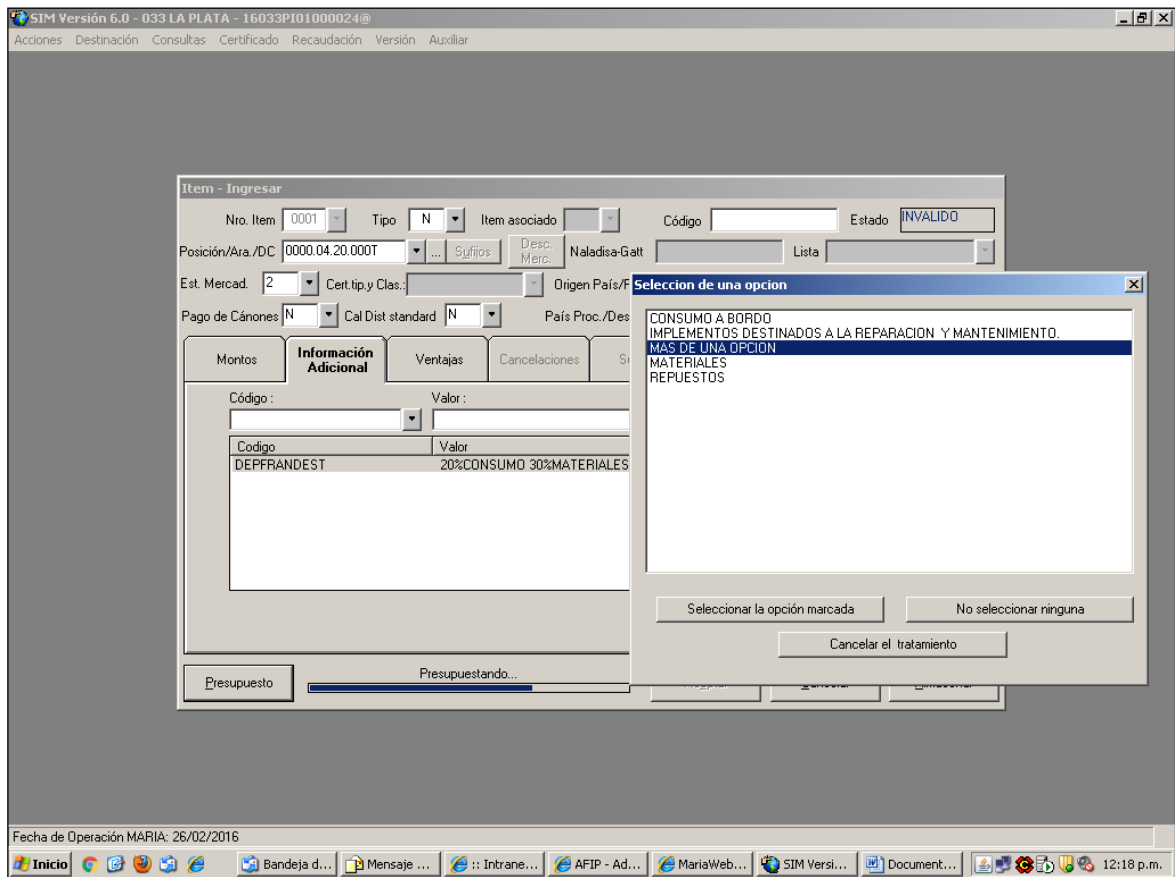 SIM Versión 6.0 - 033 LA PLATA - 16033PI01000024@
Acciones Destinación Consultas Certificado Recaudación Versión Auxiliar
Item - Ingresar
Nro. Item 0001 Tipo N Item asociado Código Estado INVALIDO
Posición/Ara./DC 0000.04.20.000T ... Sufijos Desc. Merc. Naladisa-Gatt Lista
Est. Mercad. 2 Cert.tip.y Clas.: Origen País/F
Pago de Cánones N Cal Dist standard N País Proc./Des
Montos Información Adicional Ventajas Cancelaciones
Código : Valor :
Codigo Valor
DEPFRANDEST 20%CONSUMO 30%MATERIALES
Presupuesto Presupuestando...
Seleccion de una opcion
CONSUMO A BORDO
IMPLEMENTOS DESTINADOS A LA REPARACION Y MANTENIMIENTO.
MAS DE UNA OPCION
MATERIALES
REPUESTOS
Seleccionar la opción marcada No seleccionar ninguna
Cancelar el tratamiento
Fecha de Operación MARIA: 26/02/2016
Inicio Bandeja d... Mensaje ... :: Intrane... AFIP - Ad... MariaWeb... SIM Versi... Document... 12:18 p.m.